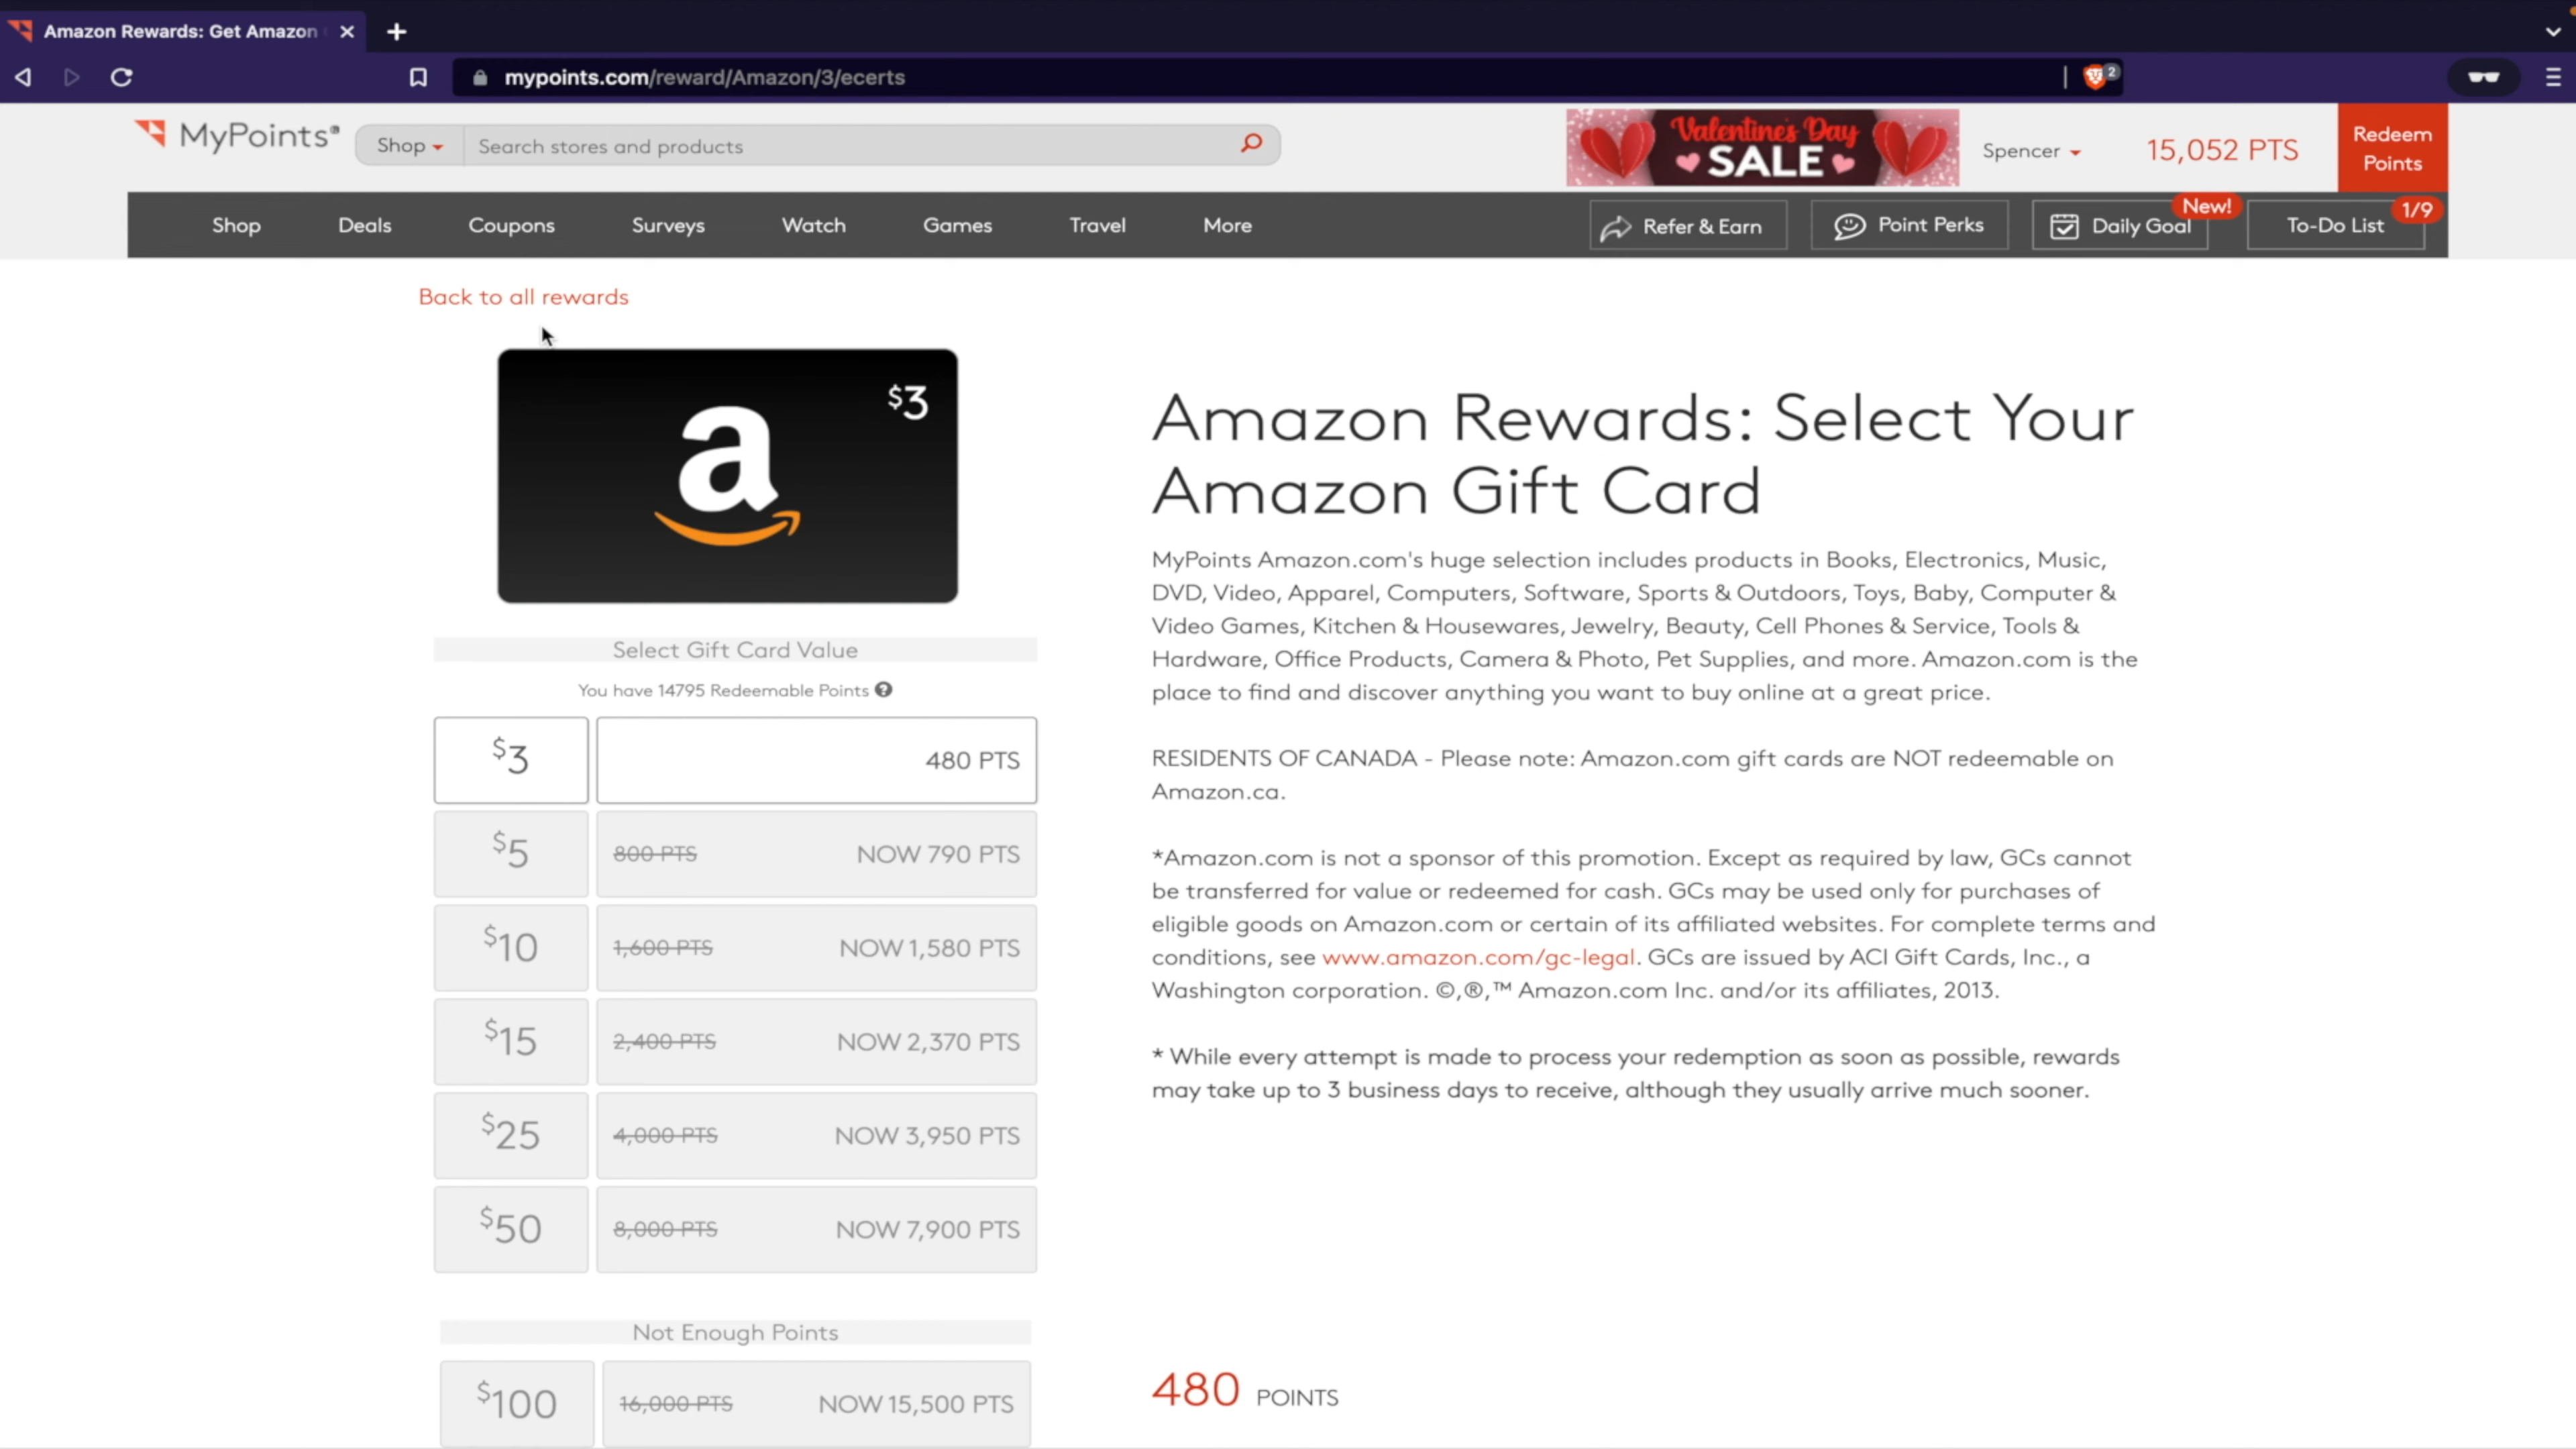 Amazon Rewards: Get Amazon
mypoints.com/reward/Amazon/3/ecerts
2
MyPoints®
Shop
Search stores and products
Valentine's Day
SALE
Spencer
15,052 PTS
Redeem
Points
Shop
Deals
Coupons
Surveys
Watch
Games
Travel
More
Refer & Earn
Point Perks
Daily Goal
New!
To-Do List
1/9
Back to all rewards
$3
a
Select Gift Card Value
You have 14795 Redeemable Points ?
$3 480 PTS
$5 800 PTS NOW 790 PTS
$10 1,600 PTS NOW 1,580 PTS
$15 2,400 PTS NOW 2,370 PTS
$25 4,000 PTS NOW 3,950 PTS
$50 8,000 PTS NOW 7,900 PTS
Not Enough Points
$100 16,000 PTS NOW 15,500 PTS
Amazon Rewards: Select Your
Amazon Gift Card
MyPoints Amazon.com's huge selection includes products in Books, Electronics, Music,
DVD, Video, Apparel, Computers, Software, Sports & Outdoors, Toys, Baby, Computer &
Video Games, Kitchen & Housewares, Jewelry, Beauty, Cell Phones & Service, Tools &
Hardware, Office Products, Camera & Photo, Pet Supplies, and more. Amazon.com is the
place to find and discover anything you want to buy online at a great price.
RESIDENTS OF CANADA - Please note: Amazon.com gift cards are NOT redeemable on
Amazon.ca.
*Amazon.com is not a sponsor of this promotion. Except as required by law, GCs cannot
be transferred for value or redeemed for cash. GCs may be used only for purchases of
eligible goods on Amazon.com or certain of its affiliated websites. For complete terms and
conditions, see www.amazon.com/gc-legal. GCs are issued by ACI Gift Cards, Inc., a
Washington corporation. ©,®,™ Amazon.com Inc. and/or its affiliates, 2013.
* While every attempt is made to process your redemption as soon as possible, rewards
may take up to 3 business days to receive, although they usually arrive much sooner.
480 POINTS